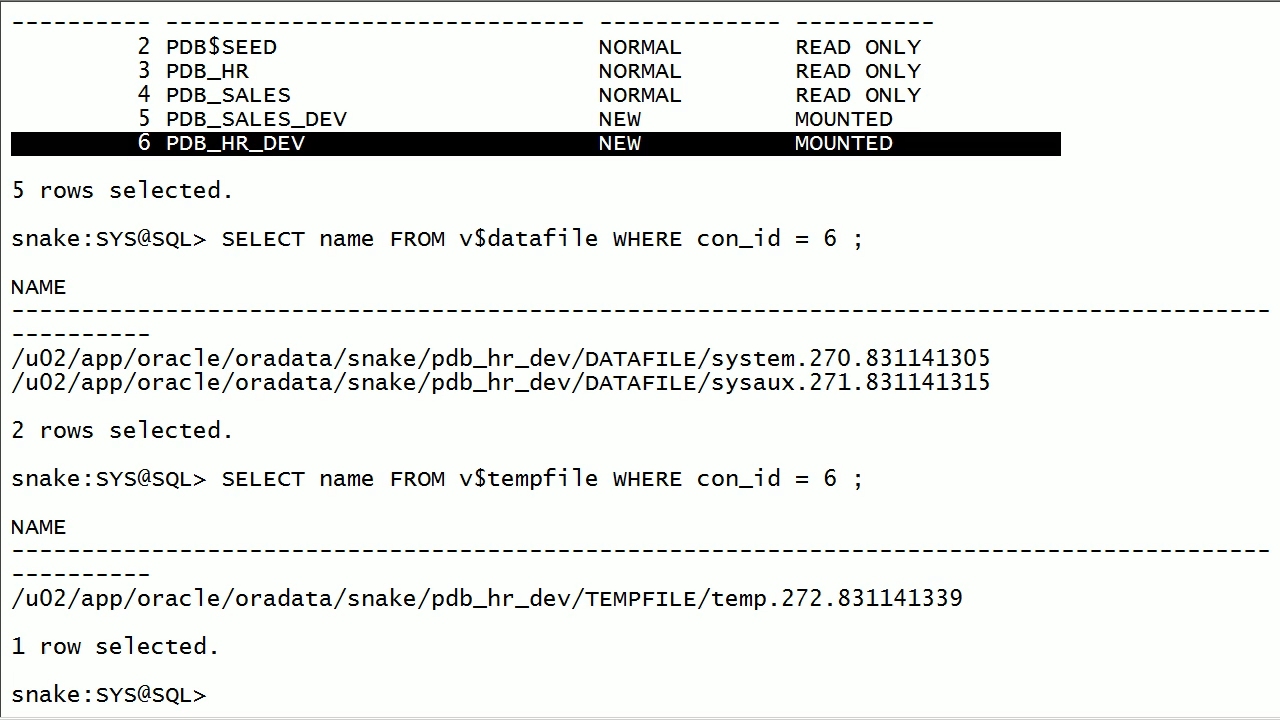 ---------- ------------------------------ ------------- ----------
         2 PDB$SEED                       NORMAL        READ ONLY
         3 PDB_HR                         NORMAL        READ ONLY
         4 PDB_SALES                      NORMAL        READ ONLY
         5 PDB_SALES_DEV                  NEW           MOUNTED
         6 PDB_HR_DEV                     NEW           MOUNTED
5 rows selected.
snake:SYS@SQL> SELECT name FROM v$datafile WHERE con_id = 6 ;
NAME
------------------------------------------------------------------------------------------
----------
/u02/app/oracle/oradata/snake/pdb_hr_dev/DATAFILE/system.270.831141305
/u02/app/oracle/oradata/snake/pdb_hr_dev/DATAFILE/sysaux.271.831141315
2 rows selected.
snake:SYS@SQL> SELECT name FROM v$tempfile WHERE con_id = 6 ;
NAME
------------------------------------------------------------------------------------------
----------
/u02/app/oracle/oradata/snake/pdb_hr_dev/TEMPFILE/temp.272.831141339
1 row selected.
snake:SYS@SQL>